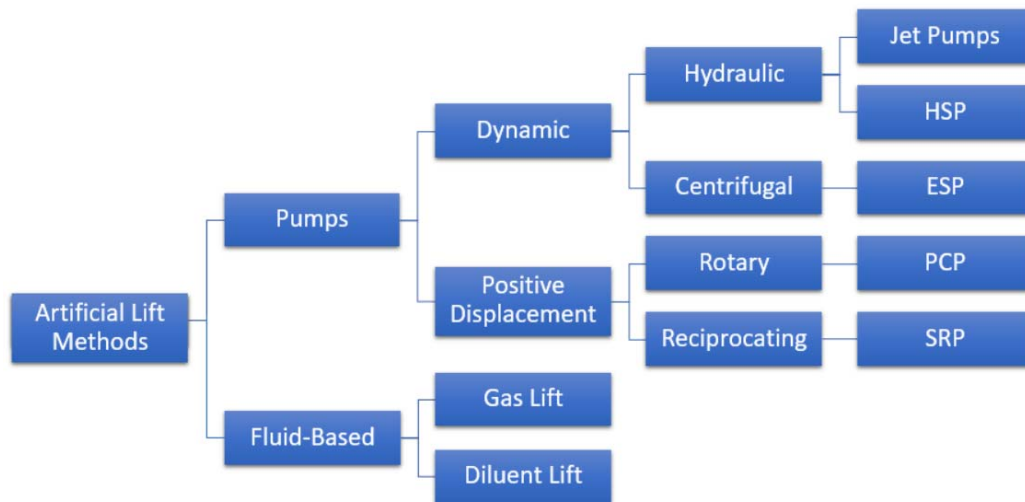 Jet Pumps
Hydraulic
HSP
Dynamic
Centrifugal
ESP
Pumps
Rotary
PCP
Positive
Displacement
Artificial Lift
Methods
Reciprocating
SRP
Gas Lift
Fluid-Based
Diluent Lift